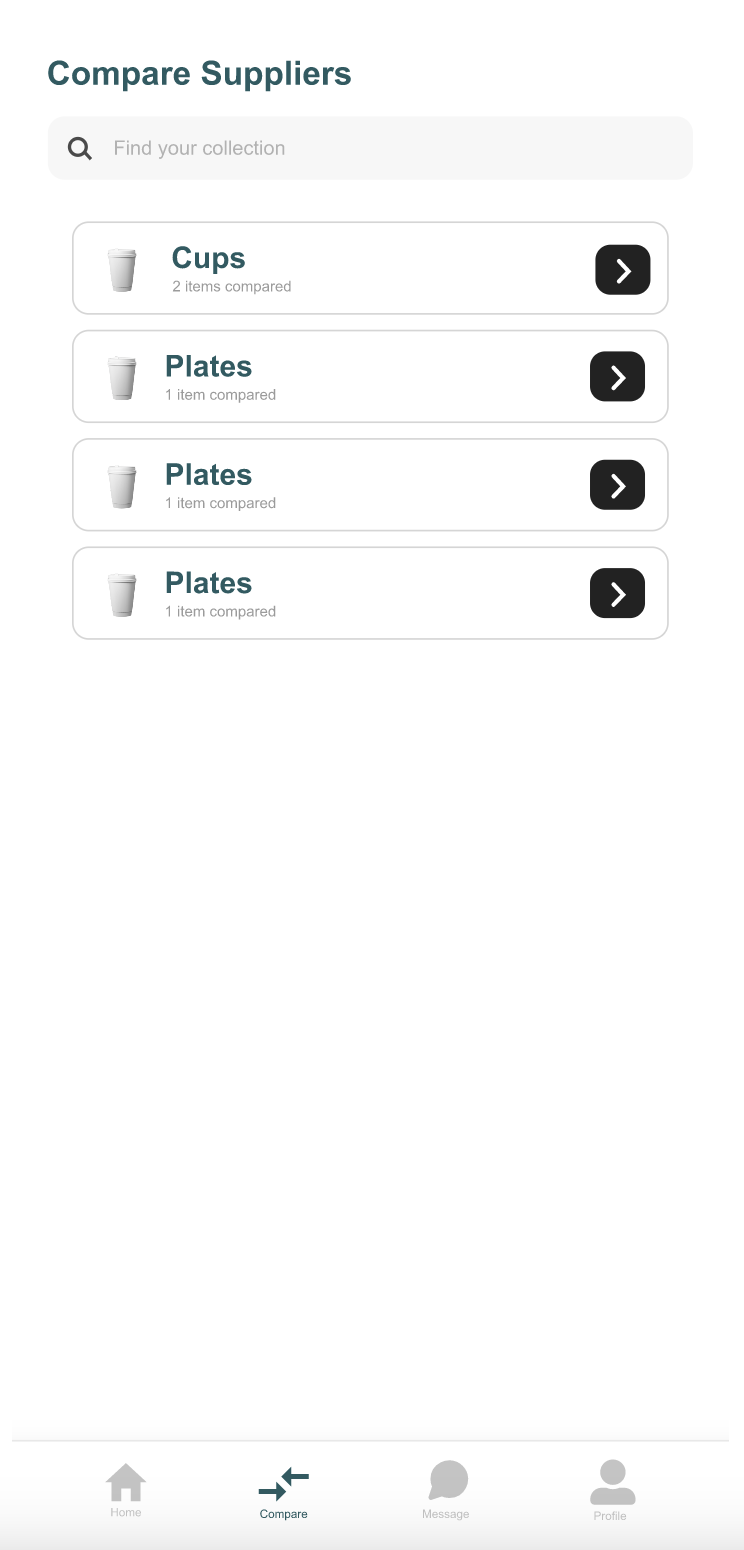 Compare Suppliers
Find your collection
Cups
2 items compared
Plates
1 item compared
Plates
1 item compared
Plates
1 item compared
Home
Compare
Message
Profile